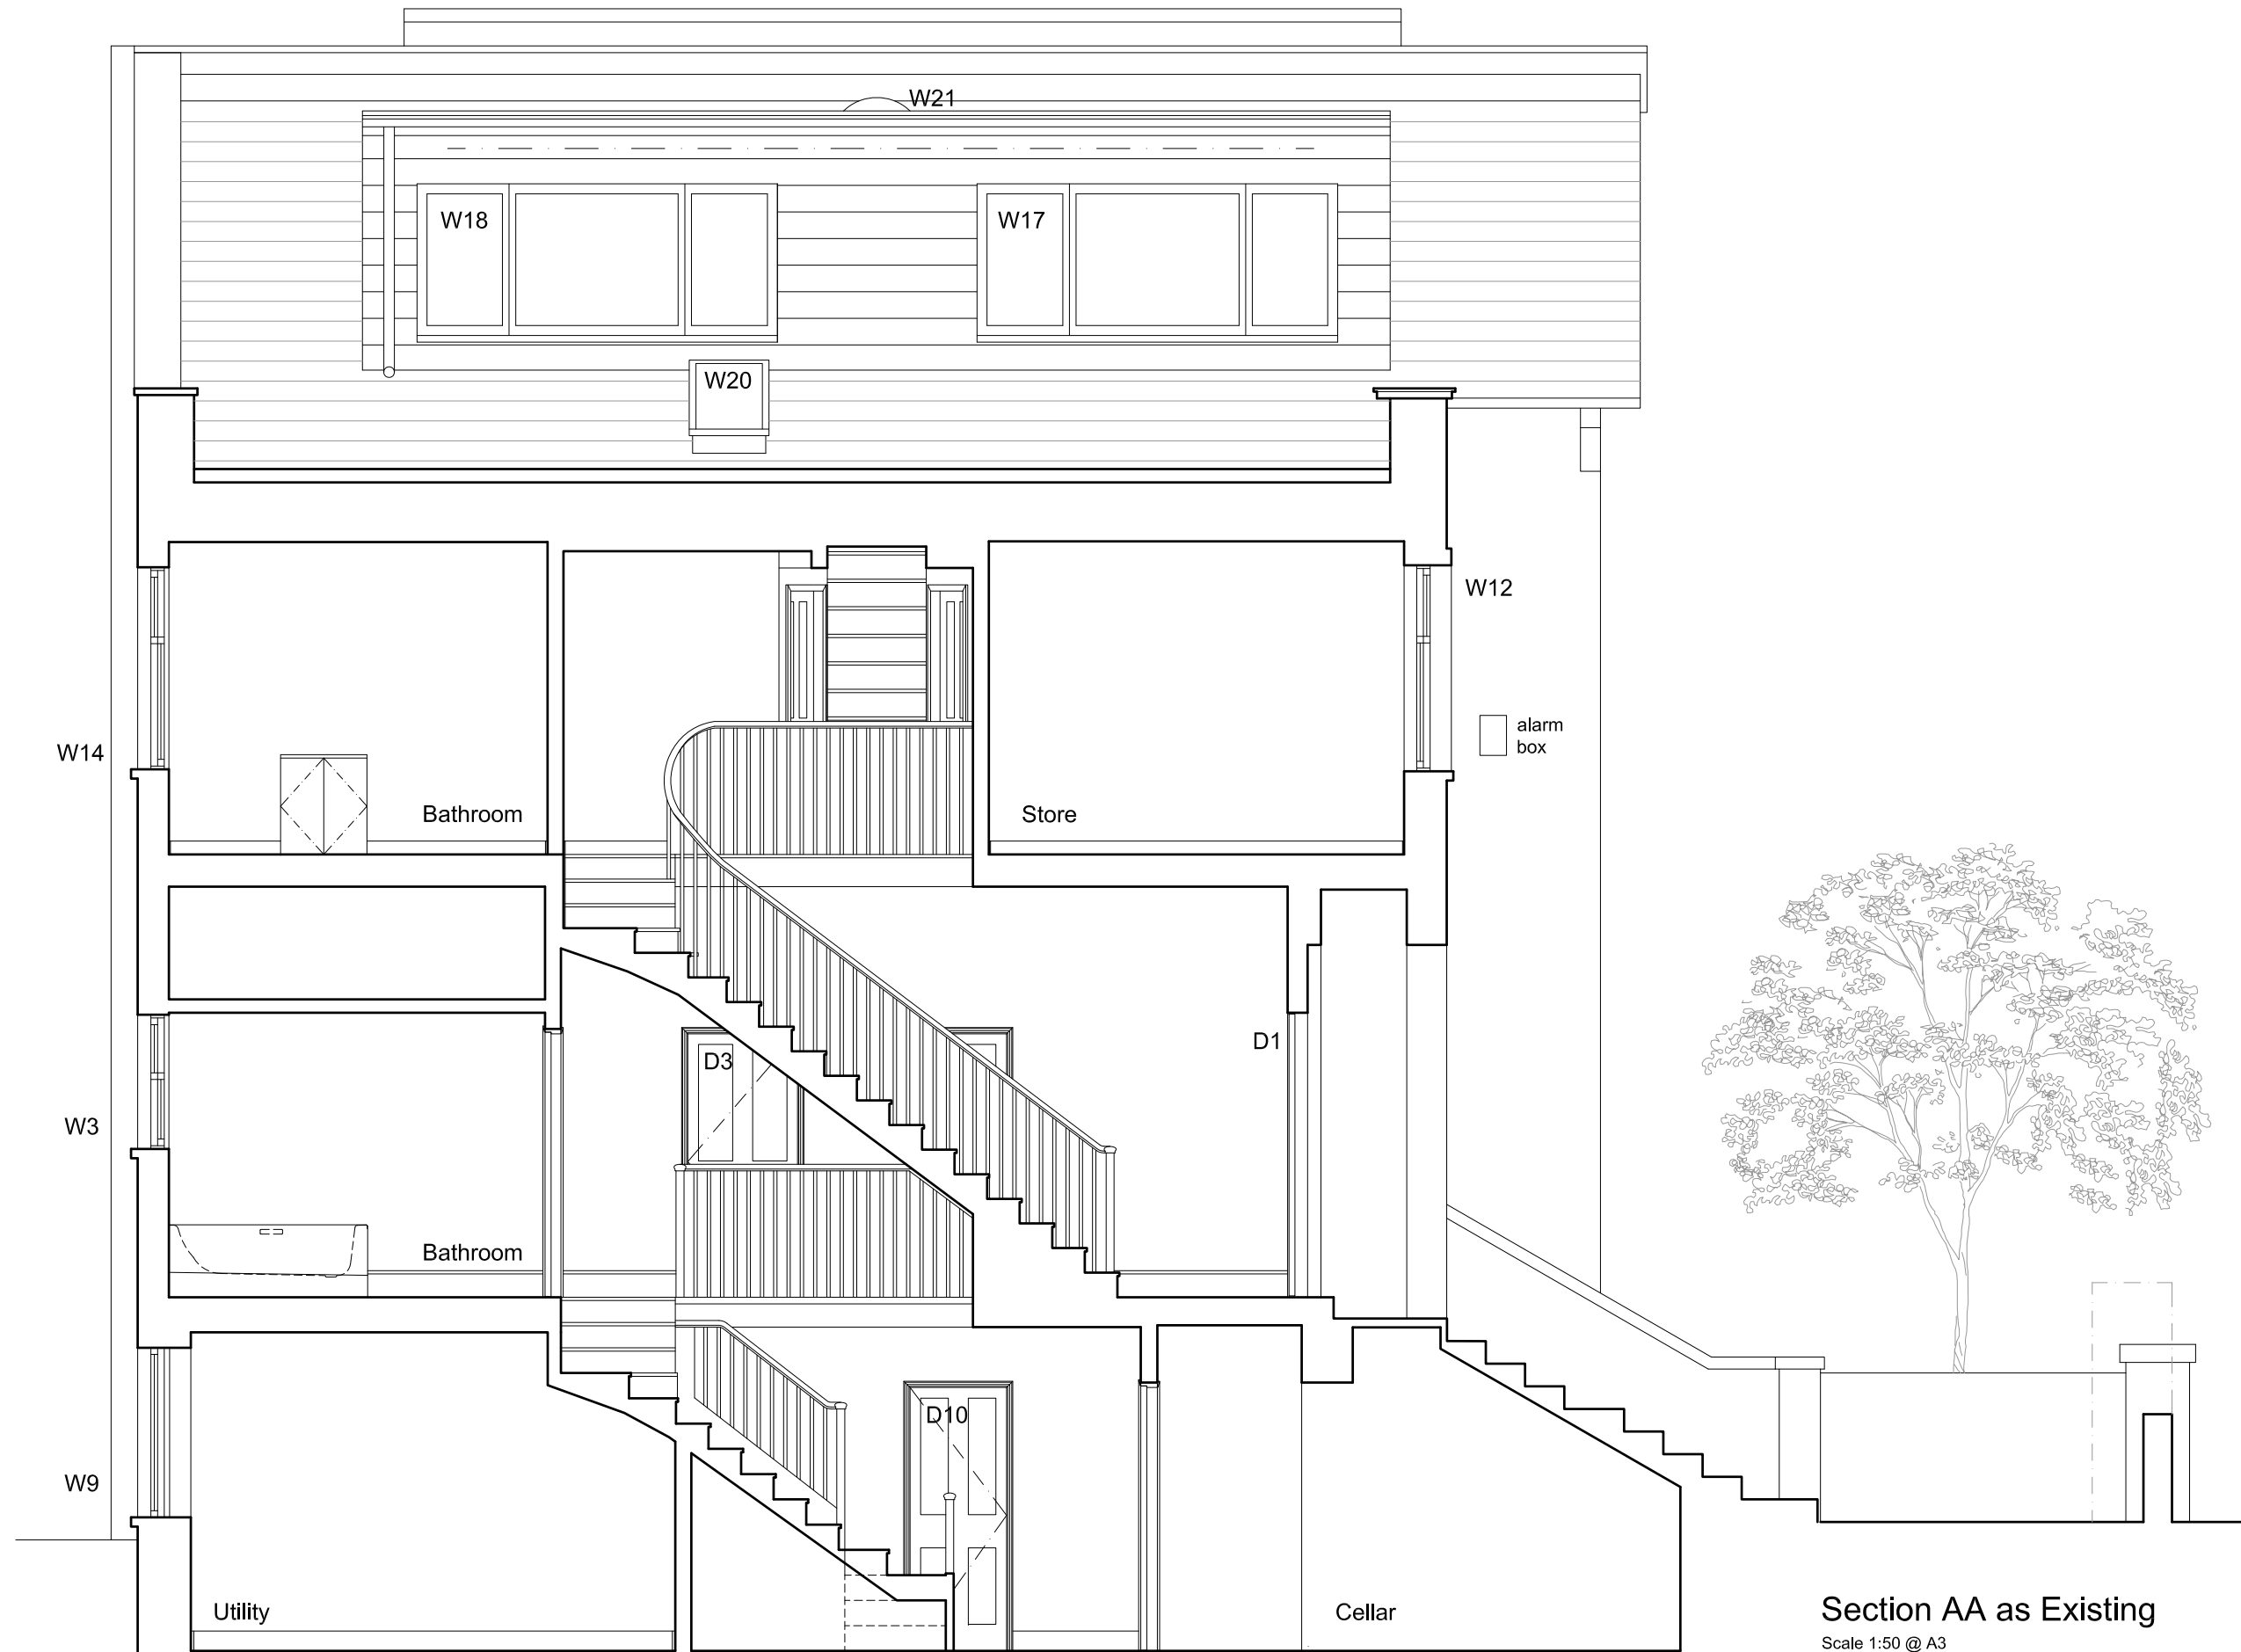 W21
W18
W17
W20
W12
W14
alarm
box
Bathroom
Store
D3
D1
W3
Bathroom
D10
W9
Utility
Cellar
Section AA as Existing
Scale 1:50 @ A3